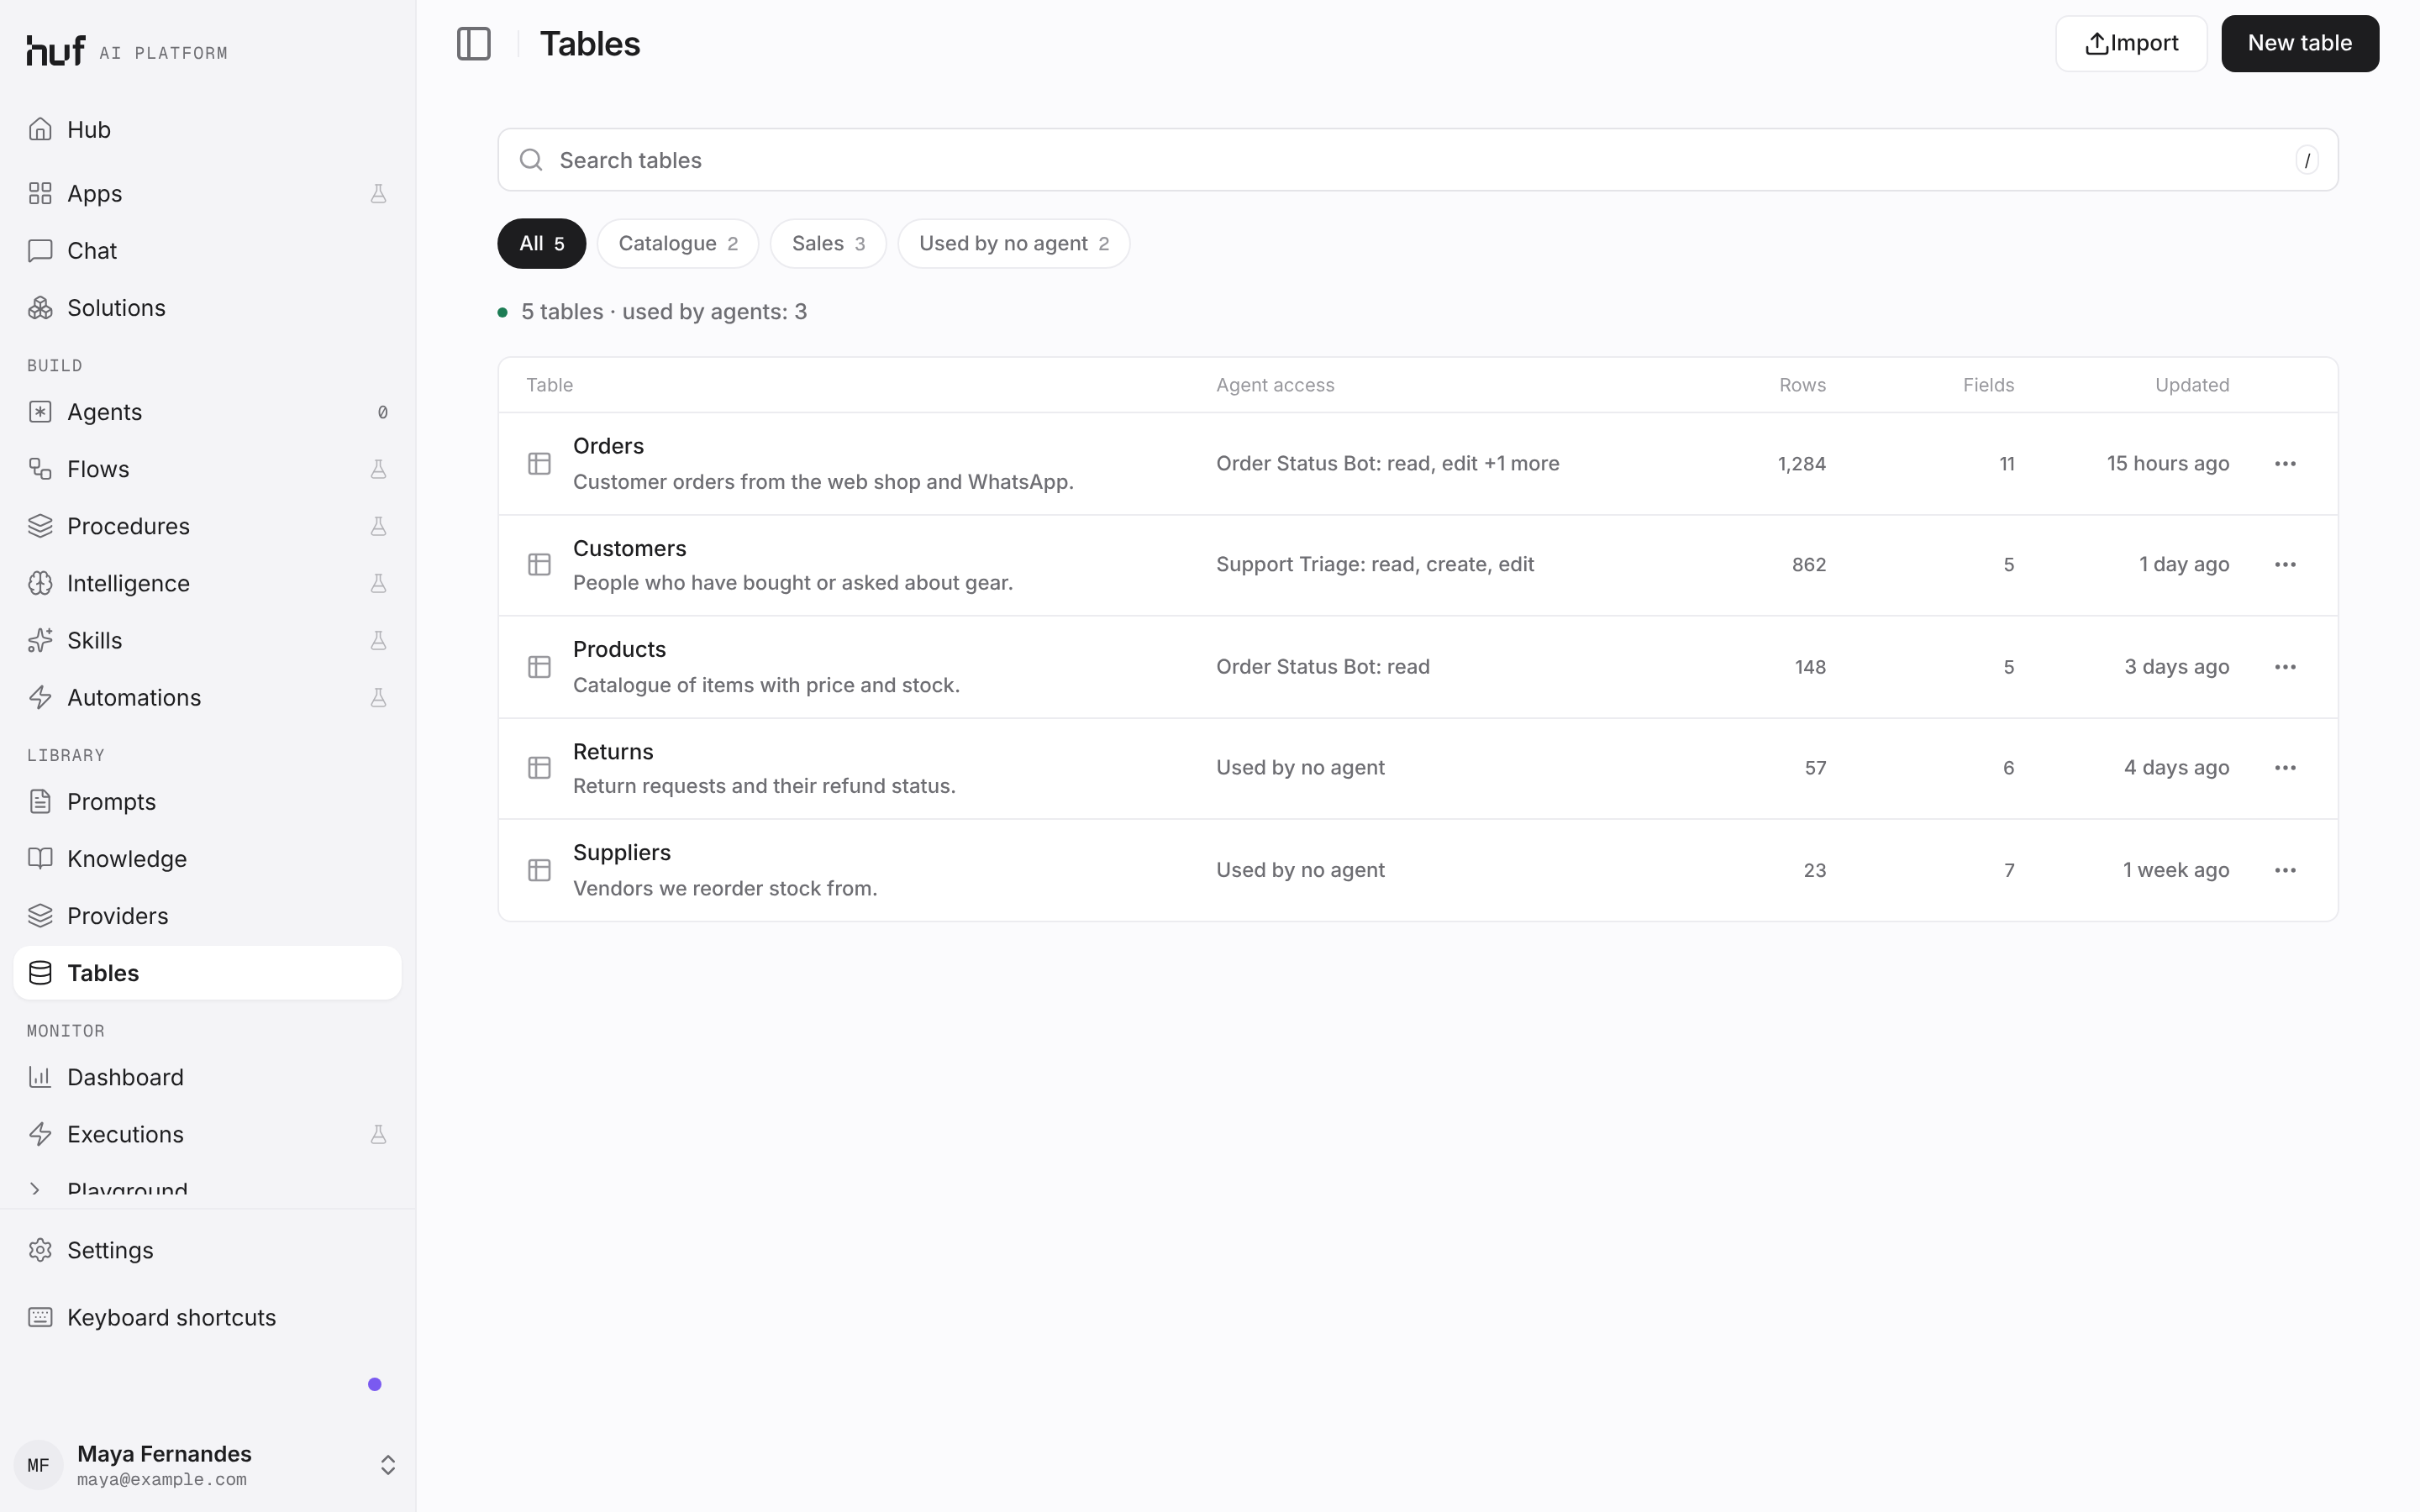 huf AI PLATFORM
Hub
Apps
Chat
Solutions
BUILD
Agents 0
Flows
Procedures
Intelligence
Skills
Automations
LIBRARY
Prompts
Knowledge
Providers
Tables
MONITOR
Dashboard
Executions
Playground
Settings
Keyboard shortcuts
MF Maya Fernandes
maya@example.com
Tables
Import
New table
Search tables /
All 5 Catalogue 2 Sales 3 Used by no agent 2
5 tables · used by agents: 3
Table Agent access Rows Fields Updated
Orders
Customer orders from the web shop and WhatsApp.
Order Status Bot: read, edit +1 more 1,284 11 15 hours ago
Customers
People who have bought or asked about gear.
Support Triage: read, create, edit 862 5 1 day ago
Products
Catalogue of items with price and stock.
Order Status Bot: read 148 5 3 days ago
Returns
Return requests and their refund status.
Used by no agent 57 6 4 days ago
Suppliers
Vendors we reorder stock from.
Used by no agent 23 7 1 week ago